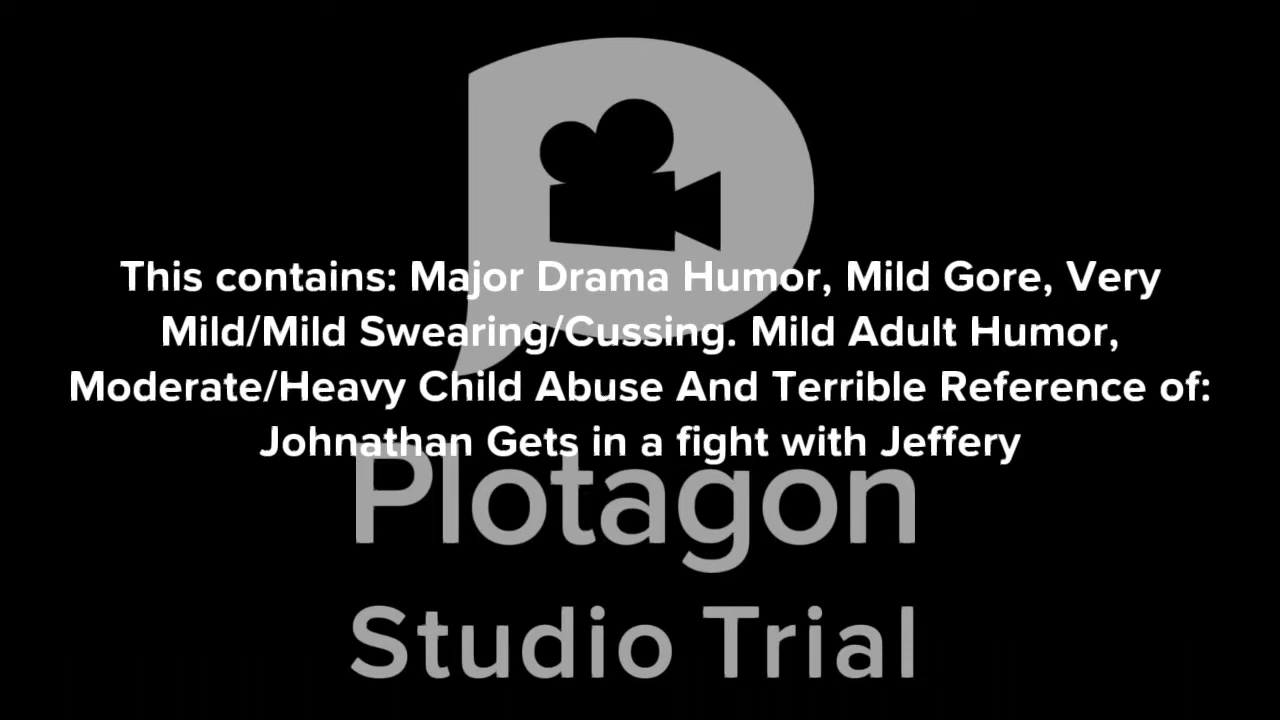 This contains: Major Drama Humor, Mild Gore, Very
Mild/Mild Swearing/Cussing. Mild Adult Humor,
Moderate/Heavy Child Abuse And Terrible Reference of:
Johnathan Gets in a fight with Jeffery
Plotagon
Studio Trial